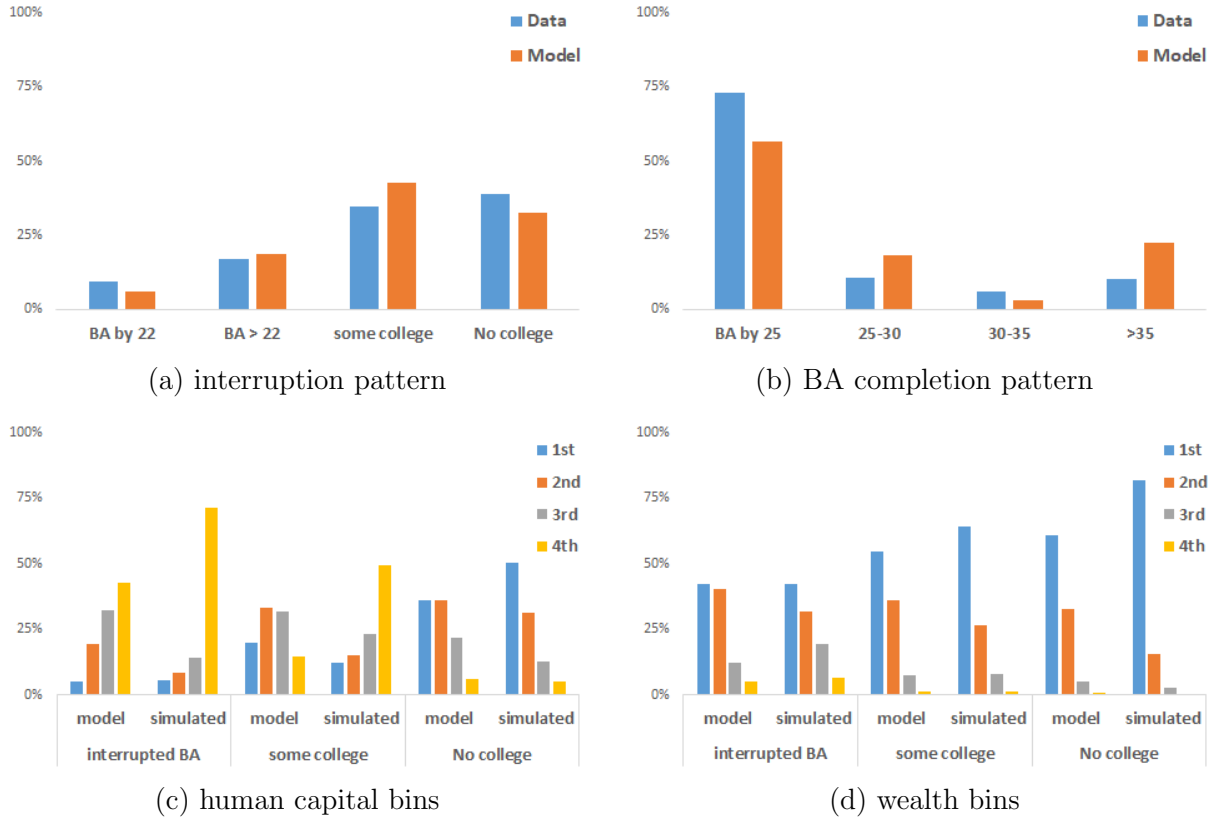 100%
75%
50%
25%
0%
Data
Model
BA by 22 BA > 22 some college No college
(a) interruption pattern
100%
75%
50%
25%
0%
Data
Model
BA by 25 25-30 30-35 >35
(b) BA completion pattern
100%
75%
50%
25%
0%
1st
2nd
3rd
4th
model simulated model simulated model simulated
interrupted BA some college No college
(c) human capital bins
100%
75%
50%
25%
0%
1st
2nd
3rd
4th
model simulated model simulated model simulated
interrupted BA some college No college
(d) wealth bins